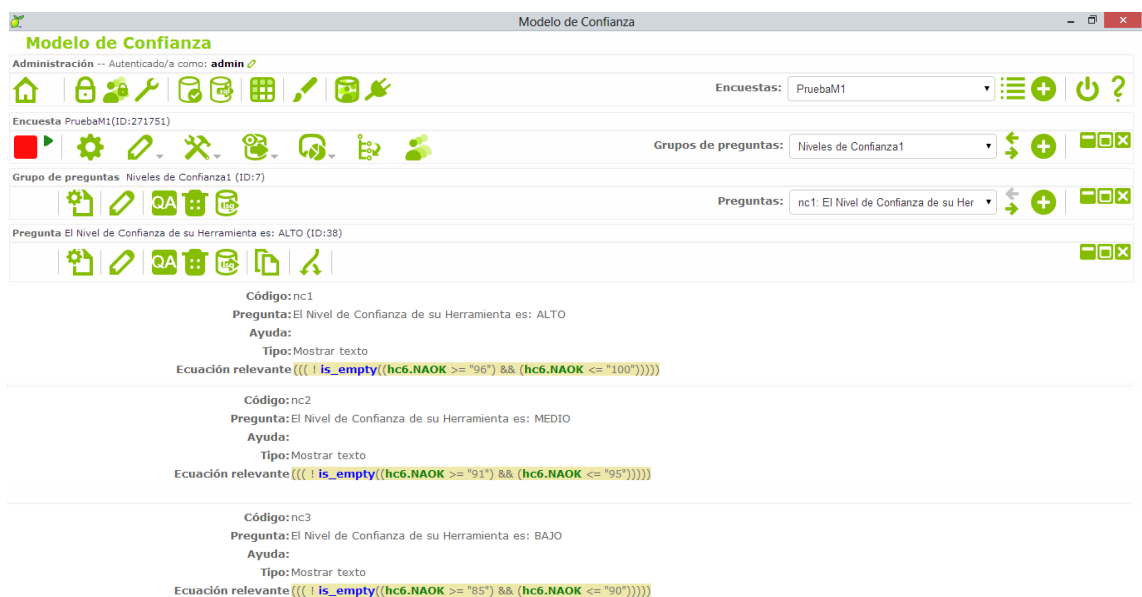 Modelo de Confianza
Modelo de Confianza
Administración -- Autenticado/a como: admin
Encuestas: PruebaM1
Encuesta PruebaM1(ID:271751)
Grupos de preguntas: Niveles de Confianza1
Grupo de preguntas Niveles de Confianza1 (ID:7)
QA
Preguntas: nc1: El Nivel de Confianza de su Her
Pregunta El Nivel de Confianza de su Herramienta es: ALTO (ID:38)
QA
Código: nc1
Pregunta: El Nivel de Confianza de su Herramienta es: ALTO
Ayuda:
Tipo: Mostrar texto
Ecuación relevante ((( ! is_empty((hc6.NAOK >= "96") && (hc6.NAOK <= "100")))))
Código: nc2
Pregunta: El Nivel de Confianza de su Herramienta es: MEDIO
Ayuda:
Tipo: Mostrar texto
Ecuación relevante ((( ! is_empty((hc6.NAOK >= "91") && (hc6.NAOK <= "95")))))
Código: nc3
Pregunta: El Nivel de Confianza de su Herramienta es: BAJO
Ayuda:
Tipo: Mostrar texto
Ecuación relevante ((( ! is_empty((hc6.NAOK >= "85") && (hc6.NAOK <= "90")))))